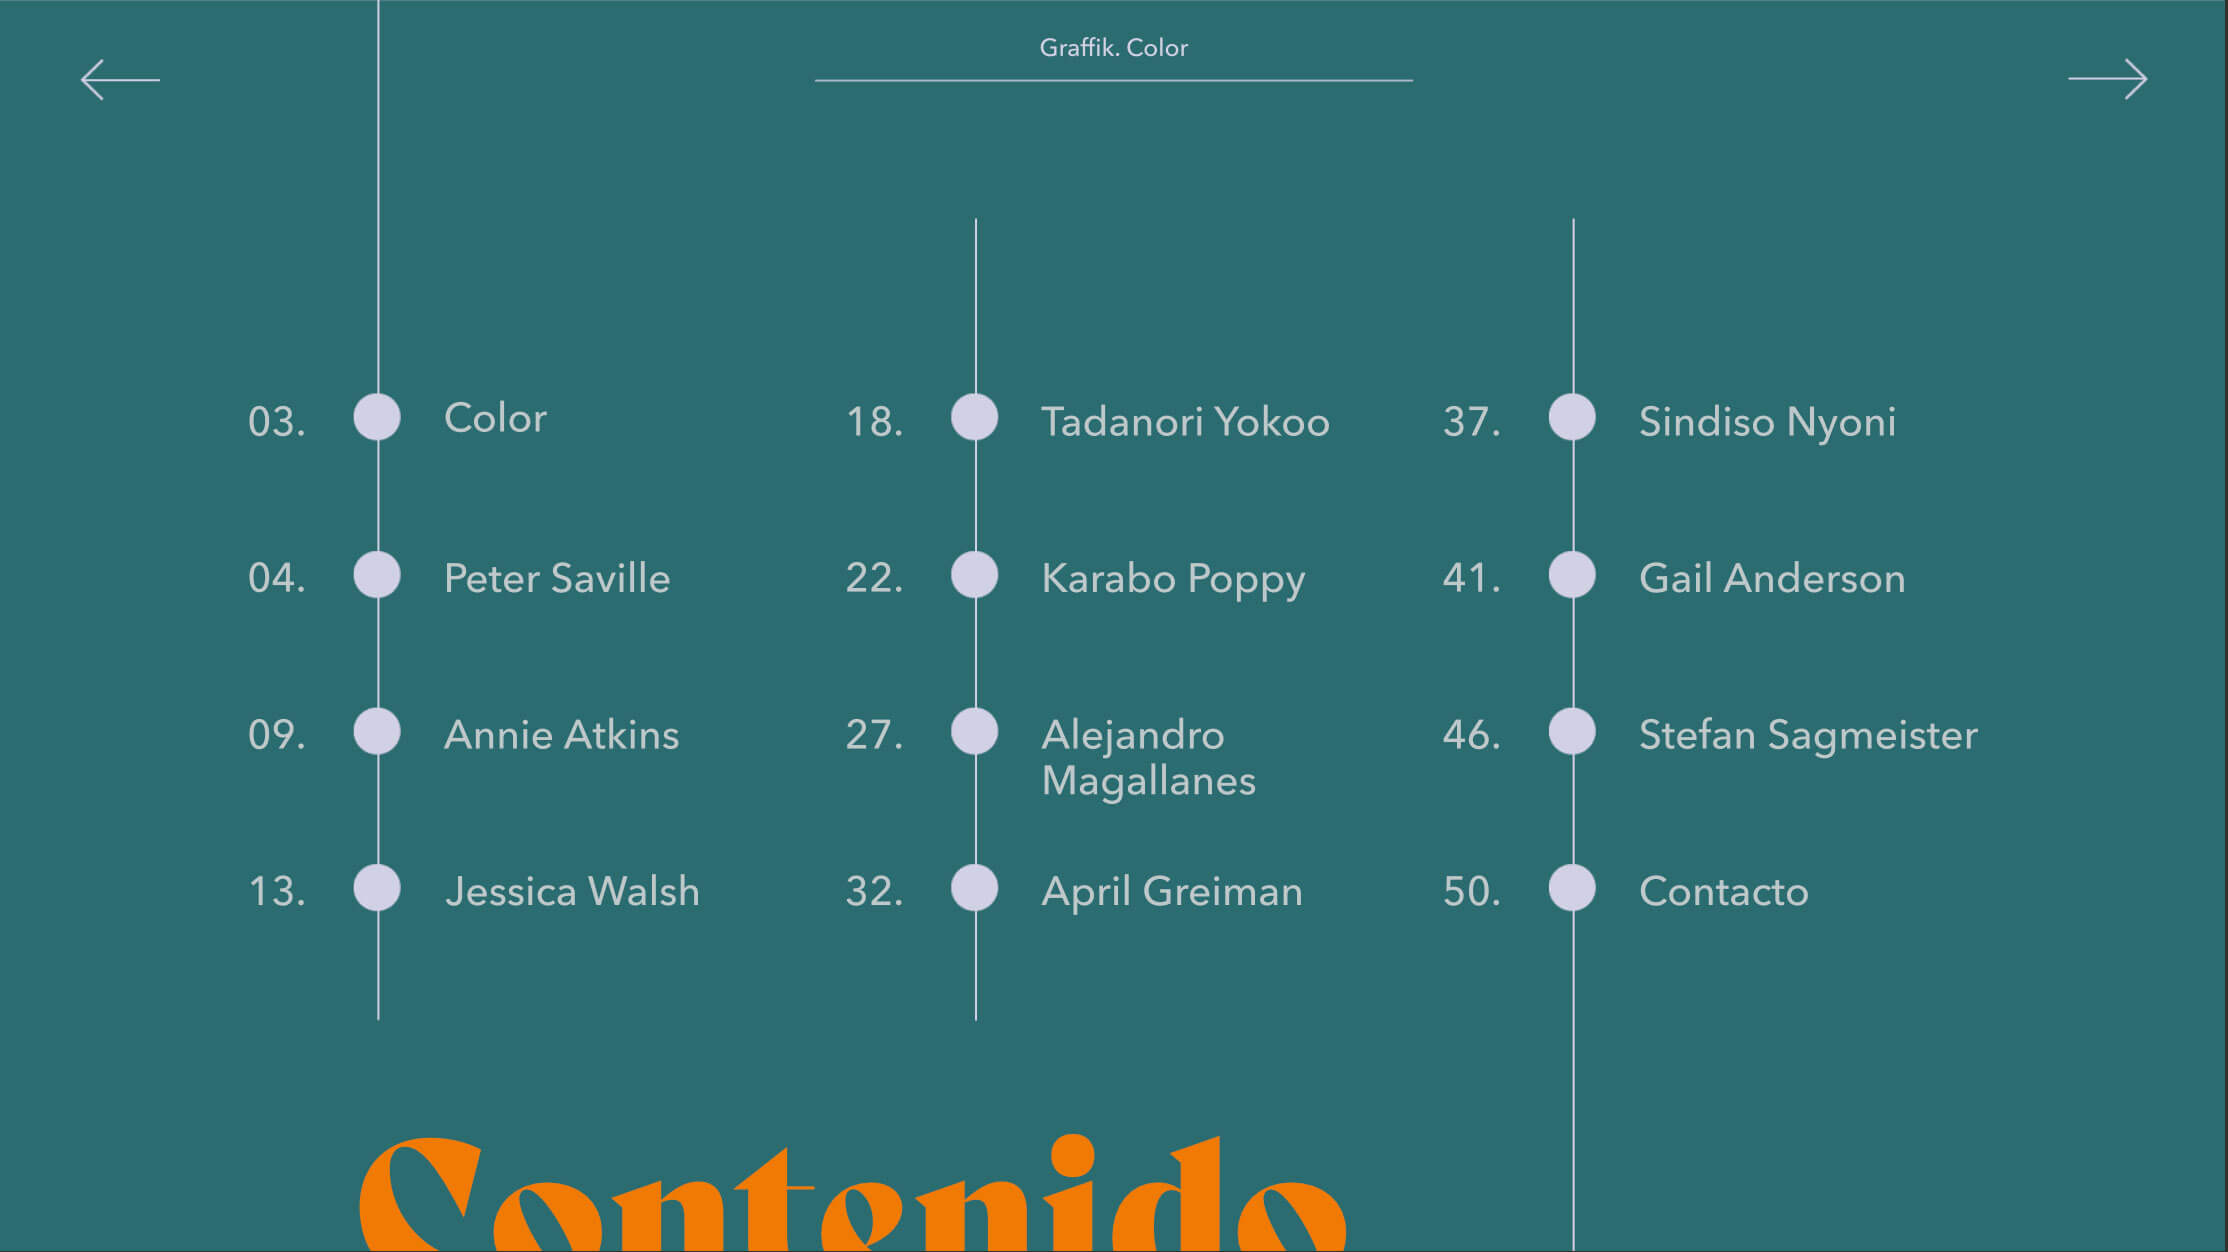 Graffik. Color
03. Color
04. Peter Saville
09. Annie Atkins
13. Jessica Walsh
18. Tadanori Yokoo
22. Karabo Poppy
27. Alejandro
Magallanes
32. April Greiman
37. Sindiso Nyoni
41. Gail Anderson
46. Stefan Sagmeister
50. Contacto
Contenido